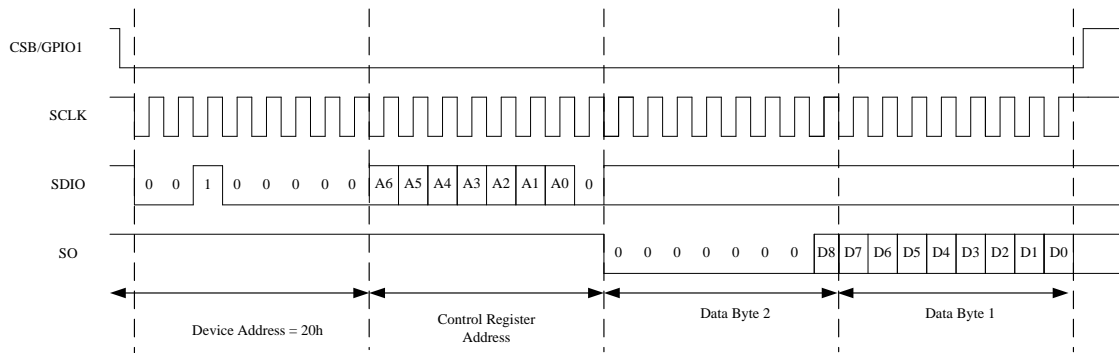 CSB/GPIO1
SCLK
SDIO 0 0 1 0 0 0 0 0 A6 A5 A4 A3 A2 A1 A0 0
SO 0 0 0 0 0 0 0 D8 D7 D6 D5 D4 D3 D2 D1 D0
Device Address = 20h
Control Register
Address
Data Byte 2
Data Byte 1